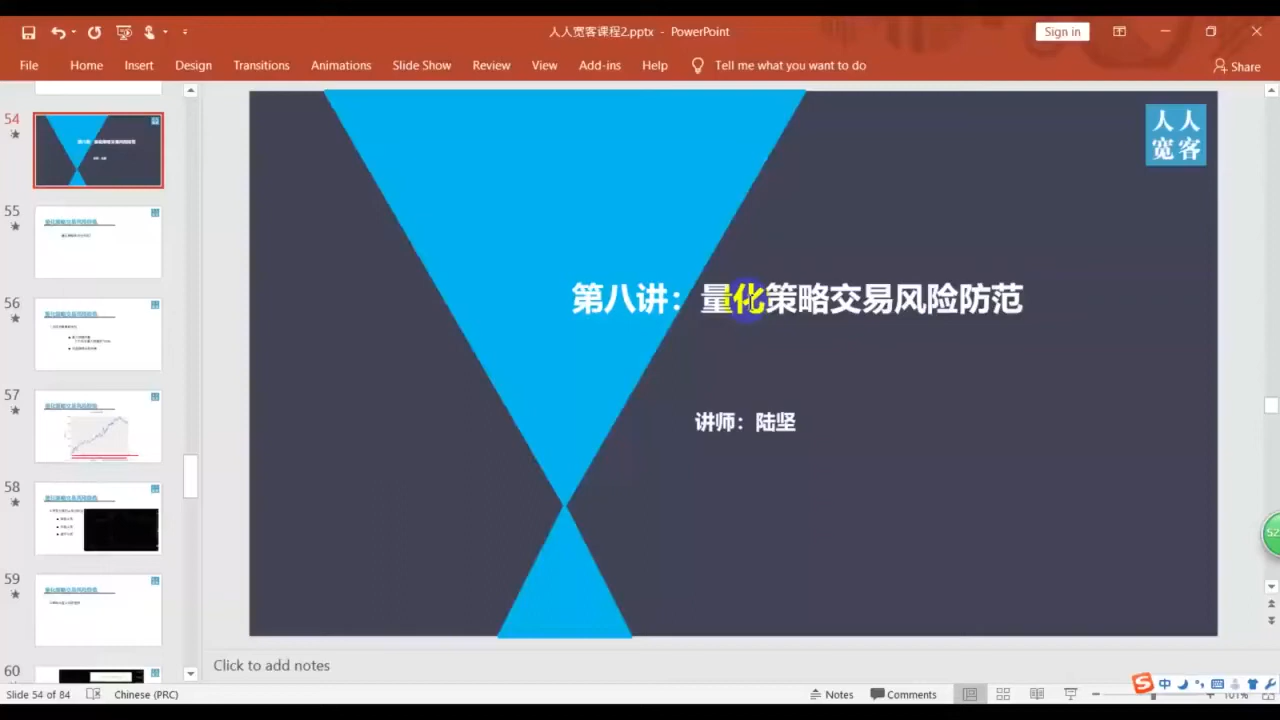 人人宽客课程2.pptx - PowerPoint
Sign in
File Home Insert Design Transitions Animations Slide Show Review View Add-ins Help Tell me what you want to do Share
54
55
56
57
58
59
60
人人
宽客
第八讲：量化策略交易风险防范
讲师：陆坚
52
Click to add notes
Slide 54 of 84 Chinese (PRC) Notes Comments 101%
中